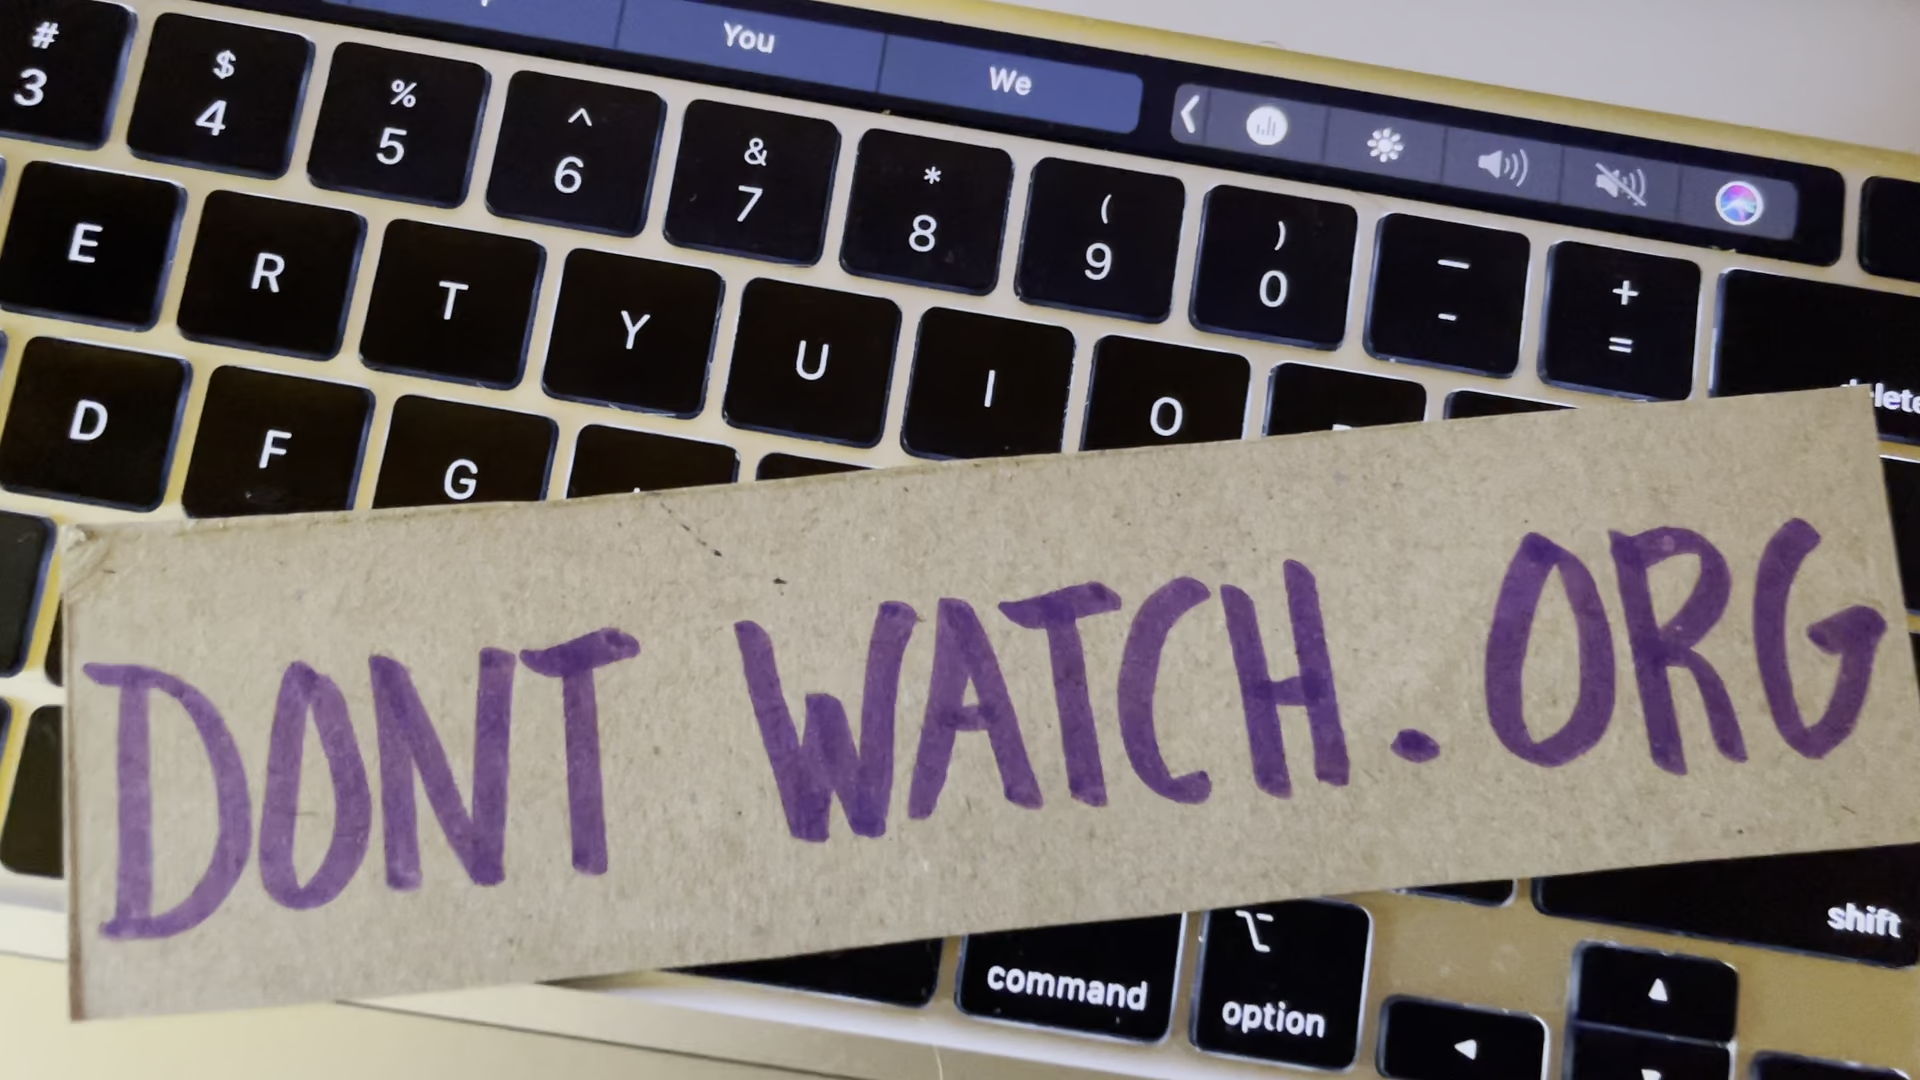 You We
# $ % ^ & * ( ) — +
3 4 5 6 7 8 9 0 - =
E R T Y U I O
D F G
DONT WATCH.ORG
shift
command option